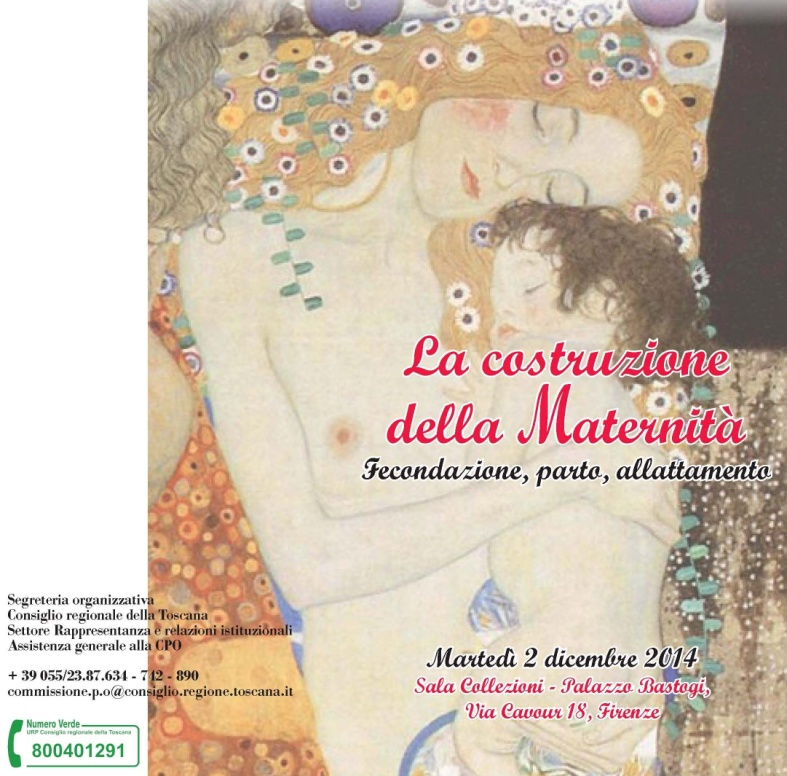 La costruzione
della Maternità
Fecondazione, parto, allattamento
Segreteria organizzativa
Consiglio regionale della Toscana
Settore Rappresentanza e relazioni istituzionali
Assistenza generale alla CPO
+ 39 055/23.87.634 - 742 - 890
commissione.p.o@consiglio.regione.toscana.it
Numero Verde
URP Consiglio regionale della Toscana
800401291
Martedì 2 dicembre 2014
Sala Collezioni - Palazzo Bastogi,
Via Cavour 18, Firenze